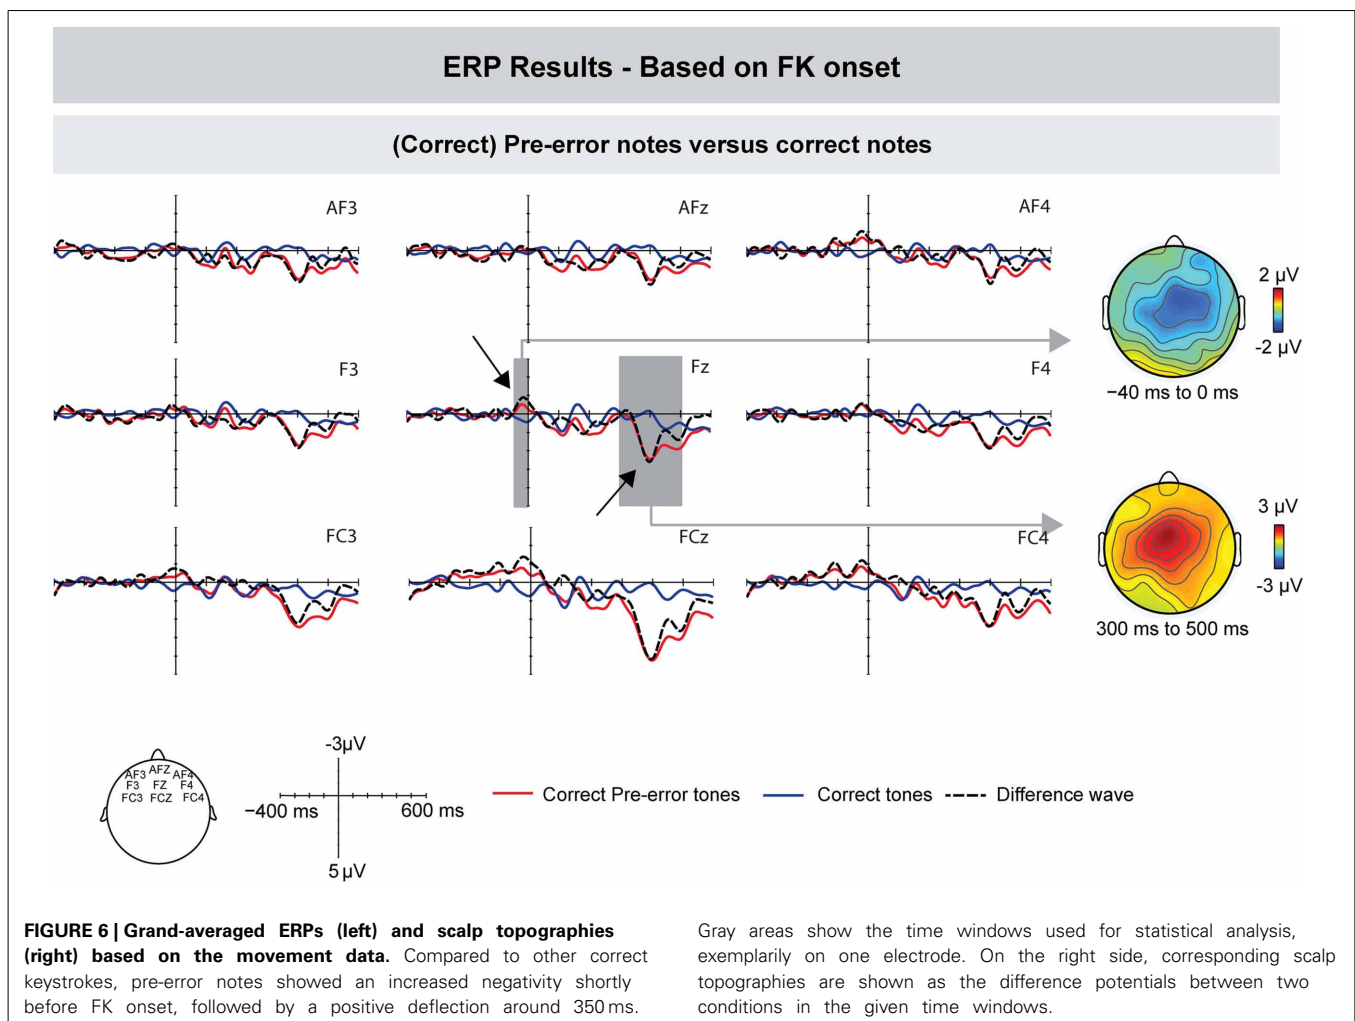 ERP Results - Based on FK onset
(Correct) Pre-error notes versus correct notes
AF3
AFz
AF4
2 µV
-2 µV
−40 ms to 0 ms
F3
Fz
F4
3 µV
-3 µV
300 ms to 500 ms
FC3
FCz
FC4
AF3 AFZ AF4
F3 FZ F4
FC3 FCZ FC4
-3µV
−400 ms 600 ms
5 µV
Correct Pre-error tones Correct tones Difference wave
FIGURE 6 | Grand-averaged ERPs (left) and scalp topographies
(right) based on the movement data. Compared to other correct
keystrokes, pre-error notes showed an increased negativity shortly
before FK onset, followed by a positive deflection around 350 ms.
Gray areas show the time windows used for statistical analysis,
exemplarily on one electrode. On the right side, corresponding scalp
topographies are shown as the difference potentials between two
conditions in the given time windows.